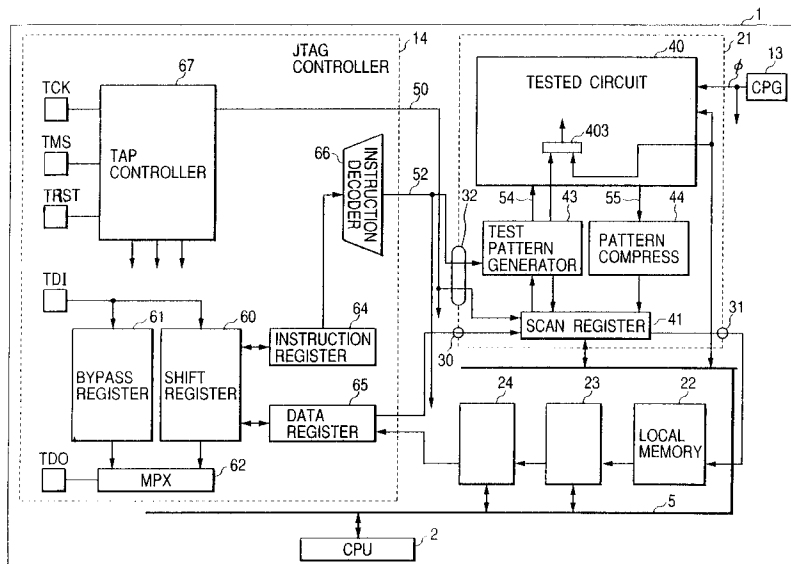 1
JTAG
CONTROLLER
14
21
67
TCK
TMS
TRST
TAP
CONTROLLER
50
66
INSTRUCTION
DECODER
52
40
TESTED CIRCUIT
403
φ
13
CPG
54
43
55
44
32
TEST
PATTERN
GENERATOR
PATTERN
COMPRESS
TDI
61
60
64
BYPASS
REGISTER
SHIFT
REGISTER
INSTRUCTION
REGISTER
SCAN REGISTER
41
31
30
65
DATA
REGISTER
24
23
22
LOCAL
MEMORY
TDO
MPX
62
5
CPU
2